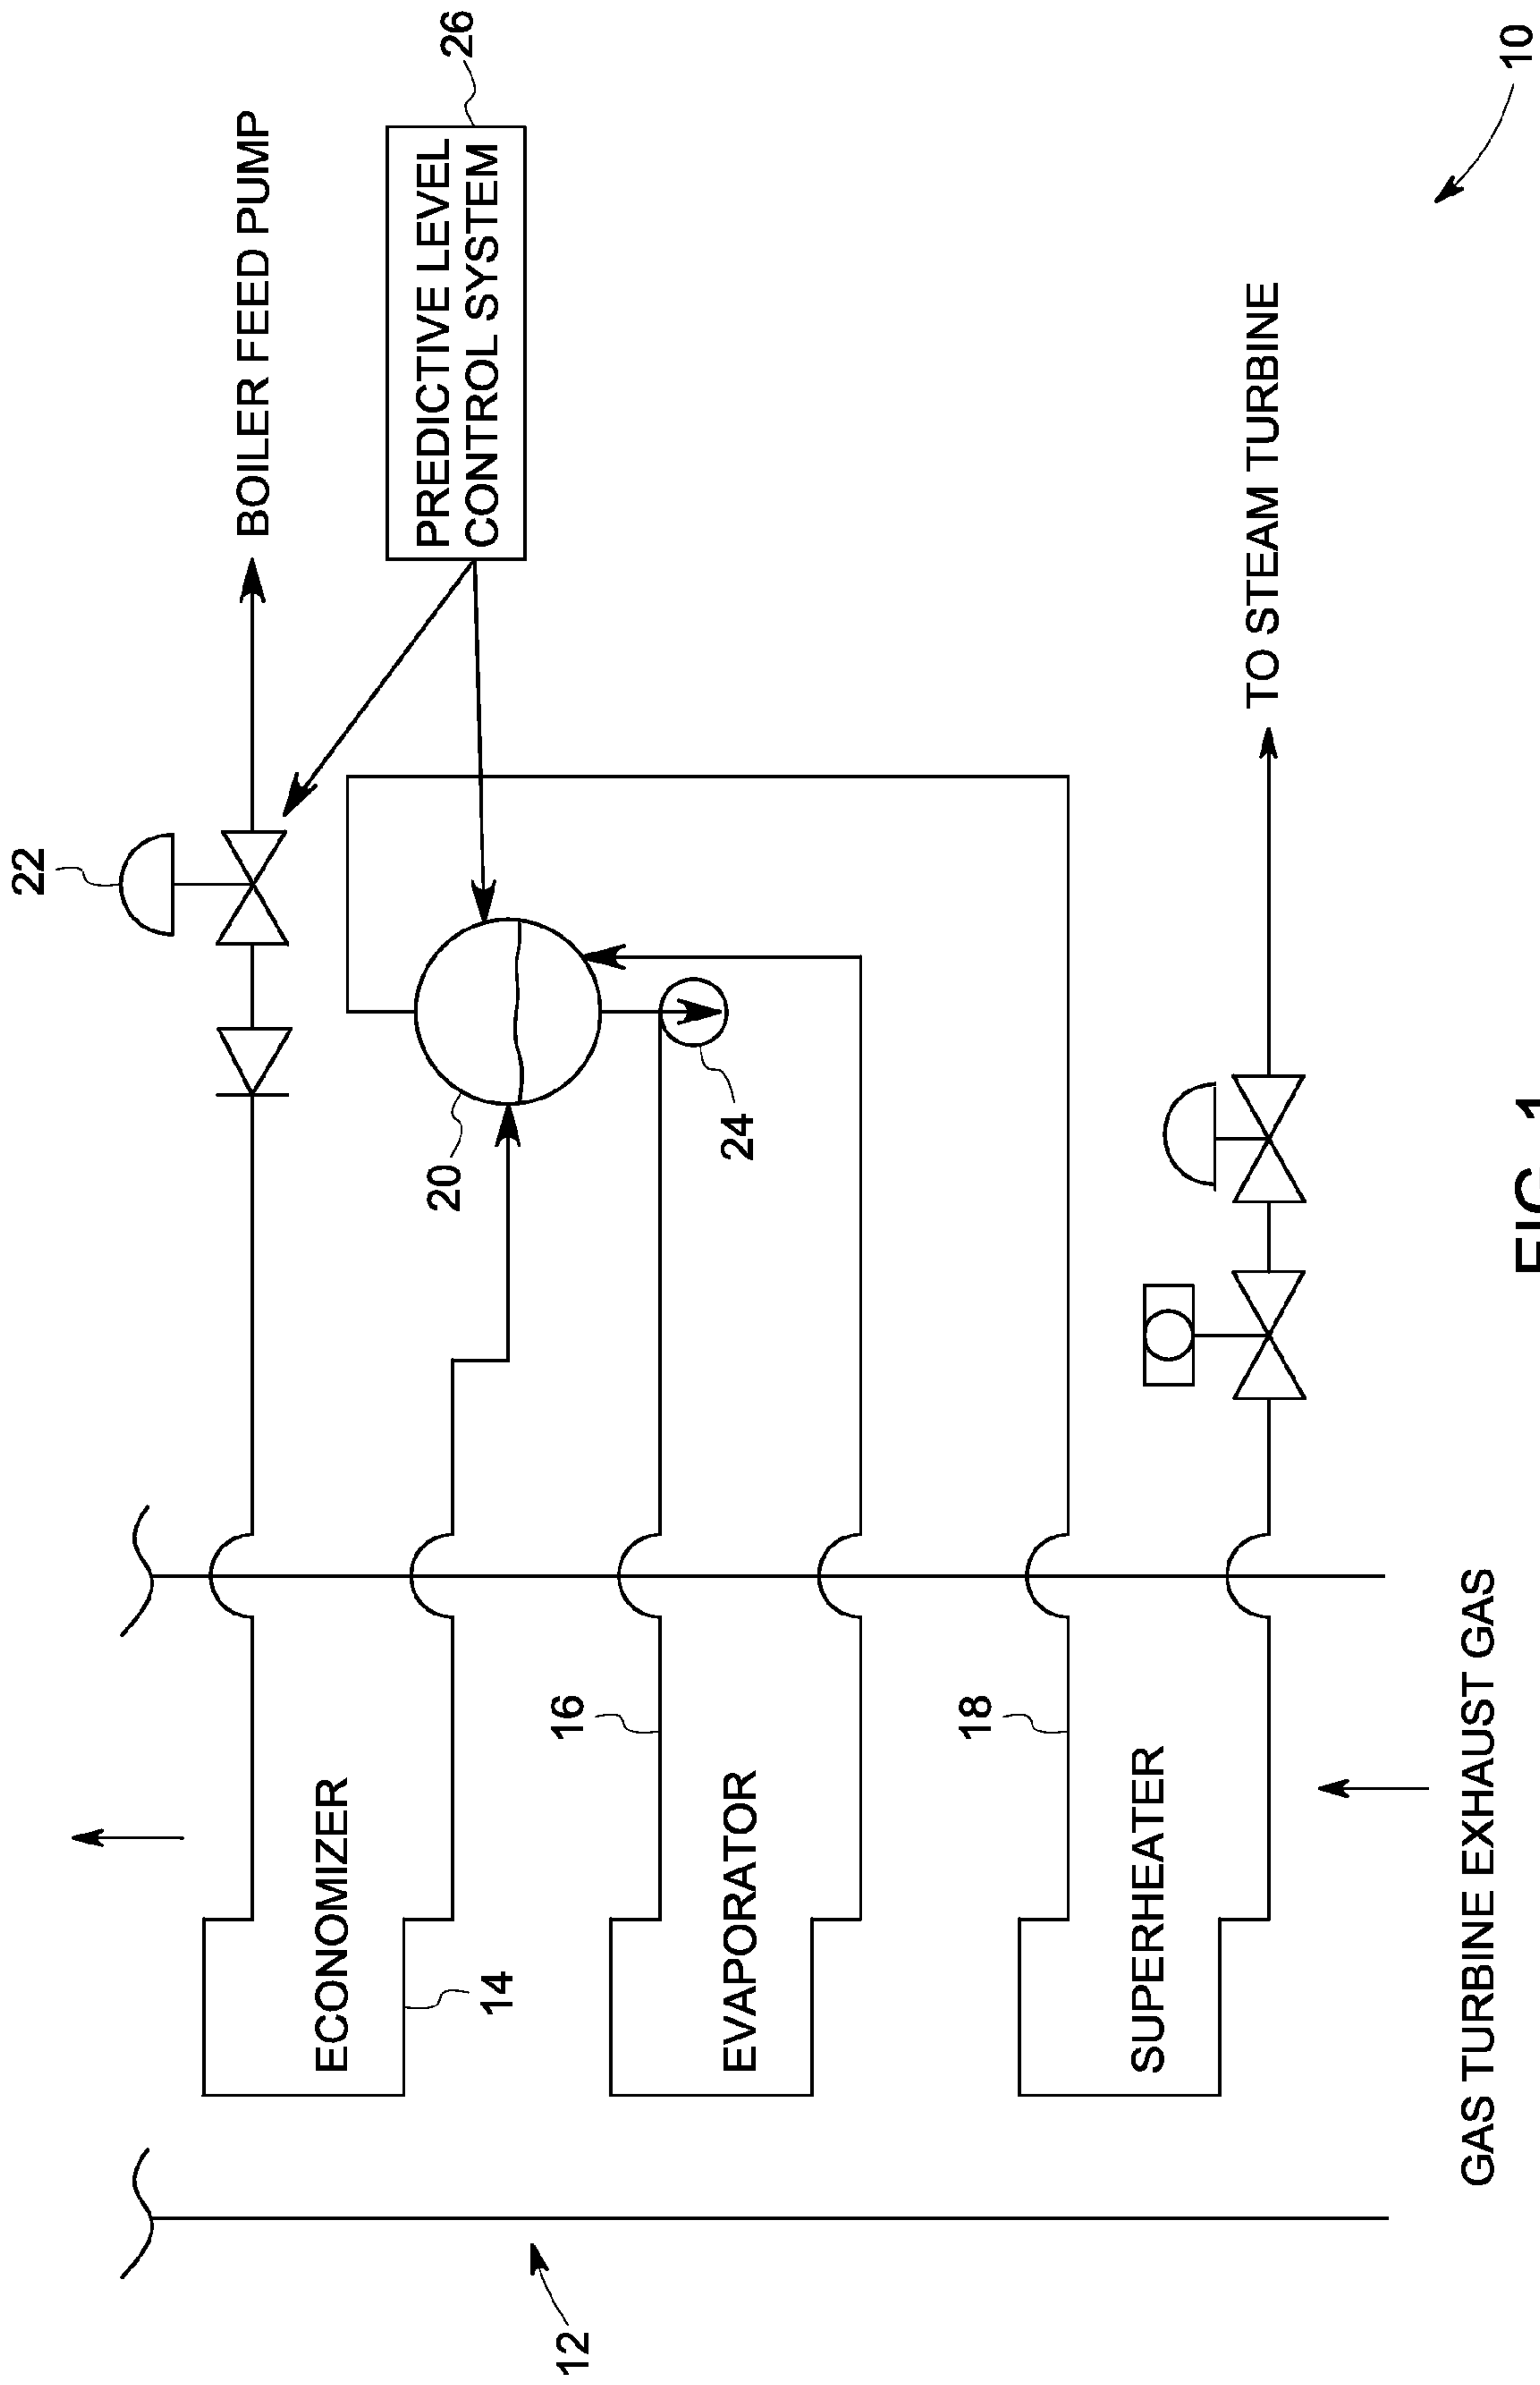 22
BOILER FEED PUMP
26
PREDICTIVE LEVEL
CONTROL SYSTEM
20
24
ECONOMIZER
14
16
EVAPORATOR
18
SUPERHEATER
TO STEAM TURBINE
12
GAS TURBINE EXHAUST GAS
10